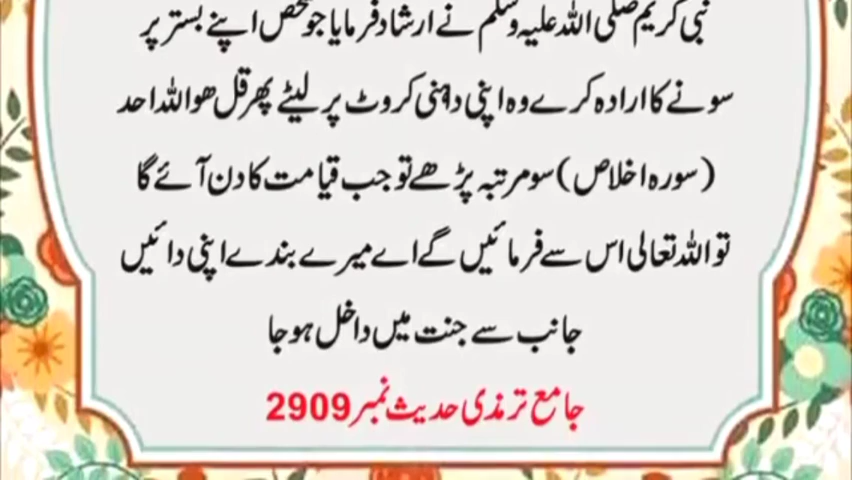 نبی کریم صلی اللہ علیہ وسلم نے ارشاد فرمایا جو شخص اپنے بستر پر
سونے کا ارادہ کرے وہ اپنی داہنی کروٹ پر لیٹے پھر قل ھو اللہ احد
(سورہ اخلاص) سو مرتبہ پڑھے تو جب قیامت کا دن آئے گا
تو اللہ تعالی اس سے فرمائیں گے اے میرے بندے اپنی دائیں
جانب سے جنت میں داخل ہو جا
جامع ترمذی حدیث نمبر 2909